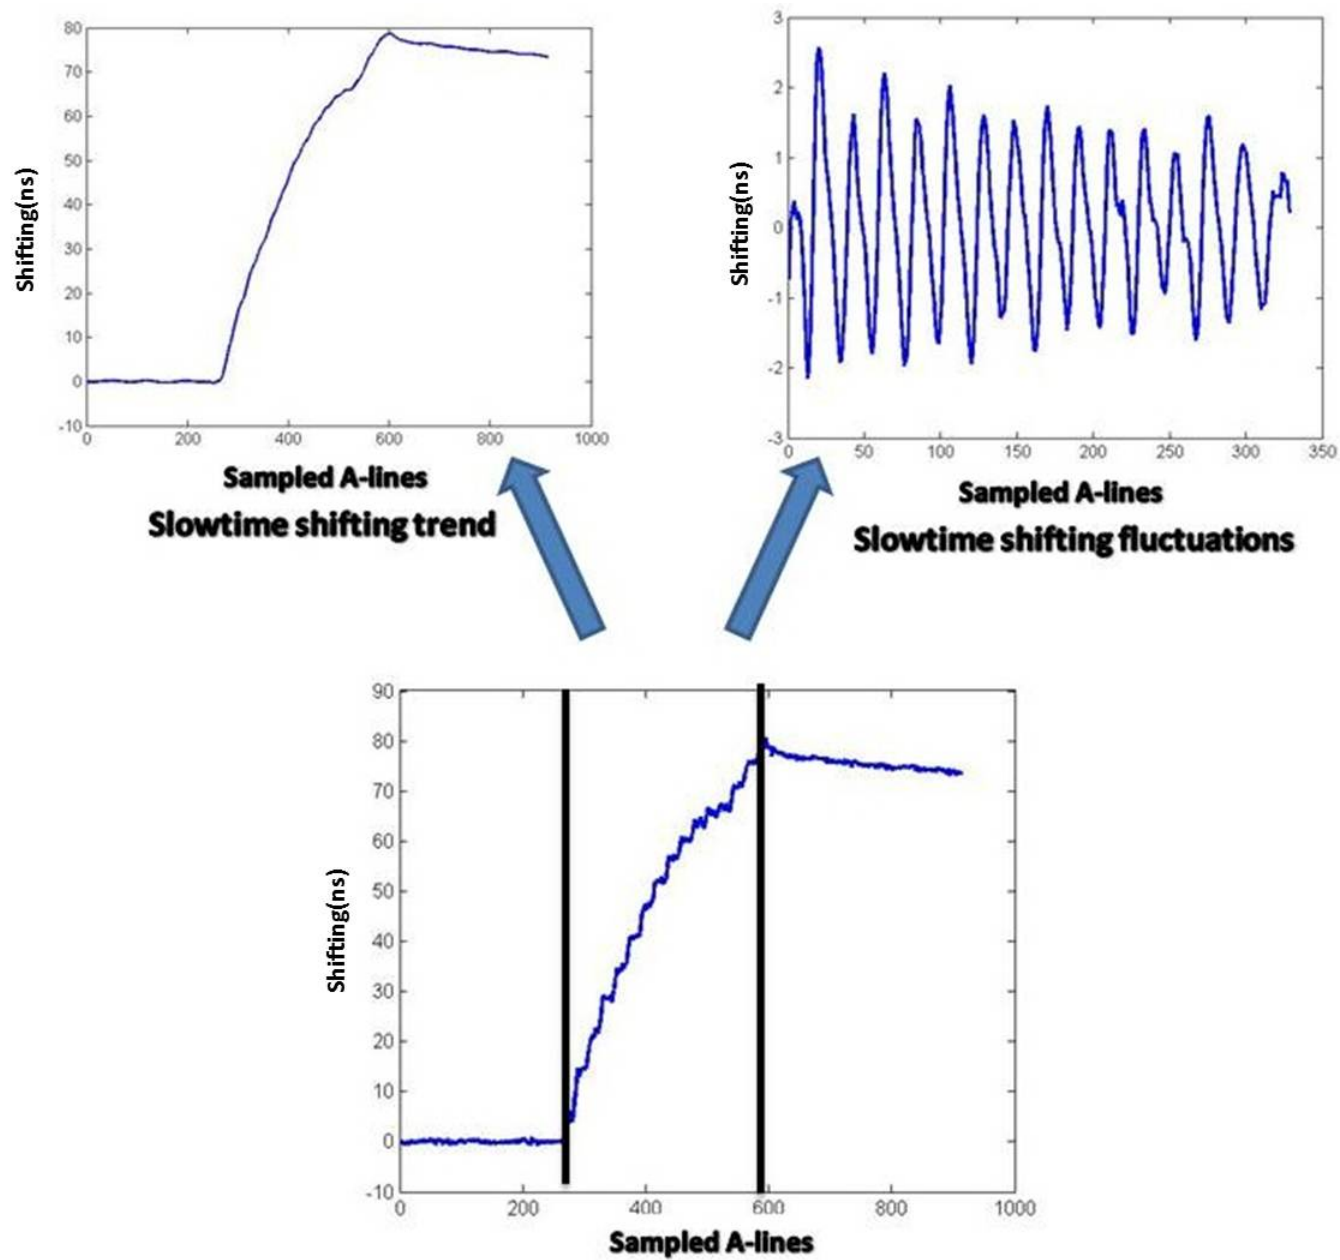 80
70
60
50
40
30
20
10
0
-10
0 200 400 600 800 1000
Shifting(ns)
Sampled A-lines
Slowtime shifting trend
3
2
1
0
-1
-2
-3
0 50 100 150 200 250 300 350
Shifting(ns)
Sampled A-lines
Slowtime shifting fluctuations
90
80
70
60
50
40
30
20
10
0
-10
0 200 400 600 800 1000
Shifting(ns)
Sampled A-lines